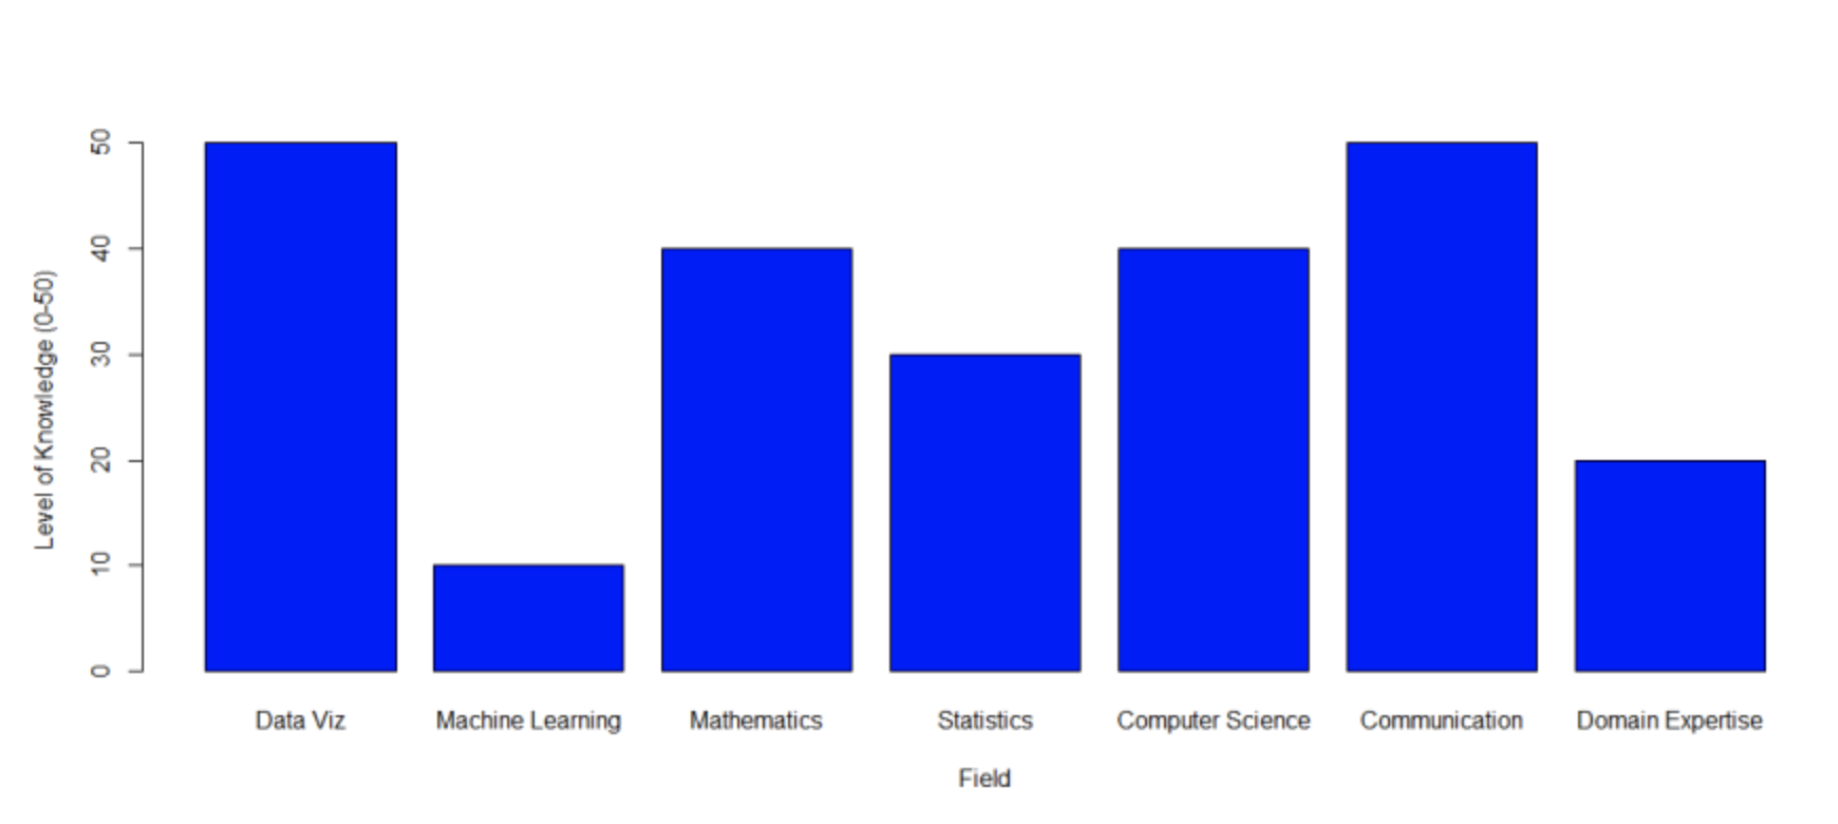 50
40
30
20
10
0
Level of Knowledge (0-50)
Data Viz Machine Learning Mathematics Statistics Computer Science Communication Domain Expertise
Field